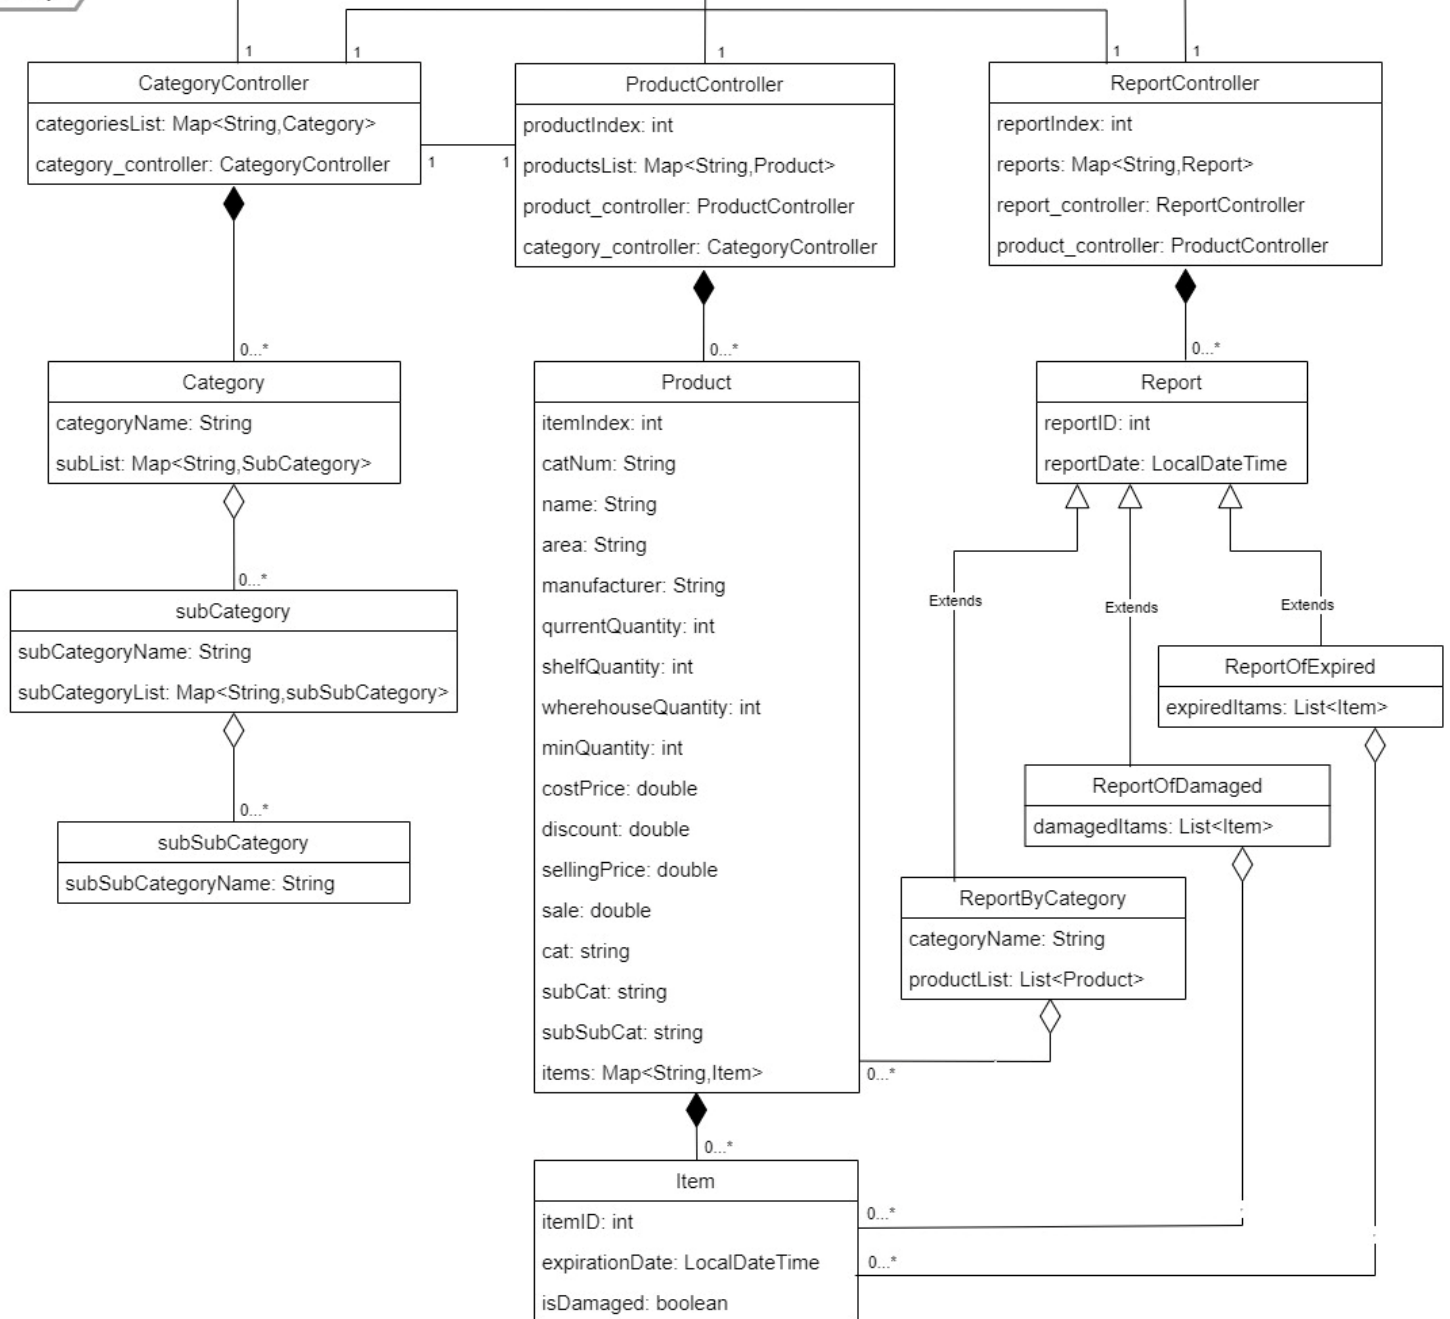 1
1
1
1
1
CategoryController
categoriesList: Map<String,Category>
category_controller: CategoryController
1
1
ProductController
productIndex: int
productsList: Map<String,Product>
product_controller: ProductController
category_controller: CategoryController
ReportController
reportIndex: int
reports: Map<String,Report>
report_controller: ReportController
product_controller: ProductController
0...*
0...*
0...*
Category
categoryName: String
subList: Map<String,SubCategory>
0...*
subCategory
subCategoryName: String
subCategoryList: Map<String,subSubCategory>
0...*
subSubCategory
subSubCategoryName: String
Product
itemIndex: int
catNum: String
name: String
area: String
manufacturer: String
qurrentQuantity: int
shelfQuantity: int
wherehouseQuantity: int
minQuantity: int
costPrice: double
discount: double
sellingPrice: double
sale: double
cat: string
subCat: string
subSubCat: string
items: Map<String,Item>
0...*
Item
itemID: int
expirationDate: LocalDateTime
isDamaged: boolean
Report
reportID: int
reportDate: LocalDateTime
Extends
Extends
Extends
ReportOfExpired
expiredItams: List<Item>
ReportOfDamaged
damagedItams: List<Item>
ReportByCategory
categoryName: String
productList: List<Product>
0...*
0...*
0...*